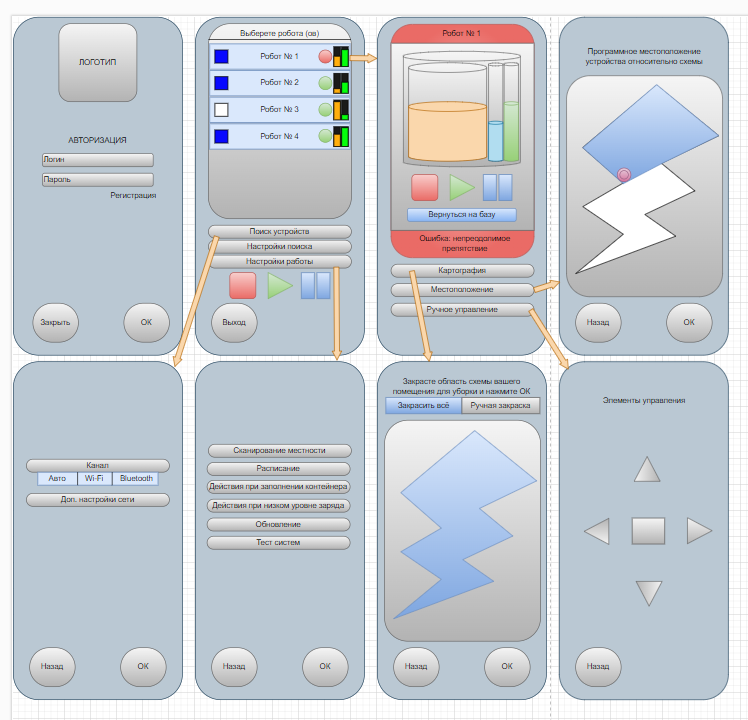 ЛОГОТИП
АВТОРИЗАЦИЯ
Логин
Пароль
Регистрация
Закрыть
ОК
Выберете робота (ов)
Робот № 1
Робот № 2
Робот № 3
Робот № 4
Поиск устройств
Настройки поиска
Настройки работы
Выход
Робот № 1
Вернуться на базу
Ошибка: непреодолимое
препятствие
Картография
Местоположение
Ручное управление
Программное местоположение
устройства относительно схемы
Назад
ОК
Канал
Авто
Wi-Fi
Bluetooth
Доп. настройки сети
Назад
ОК
Сканирование местности
Расписание
Действия при заполнении контейнера
Действия при низком уровне заряда
Обновление
Тест систем
Назад
ОК
Закрасте область схемы вашего
помещения для уборки и нажмите ОК
Закрасить всё
Ручная закраска
Назад
ОК
Элементы управления
Назад